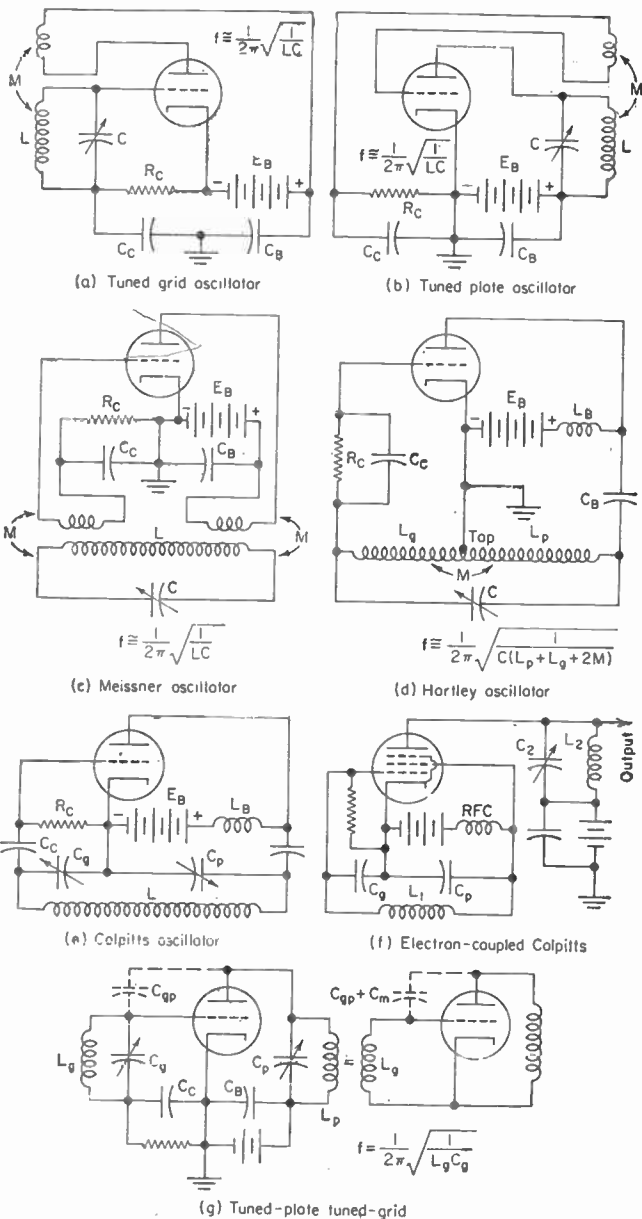 f ≅ 1/2π √(1/LC)
M
L
C
R_C
E_B
- +
C_C
C_B
(a) Tuned grid oscillator
f ≅ 1/2π √(1/LC)
M
C
L
E_B
- +
R_C
C_C
C_B
(b) Tuned plate oscillator
E_B
R_C
- +
C_C
C_B
M
L
M
C
f ≅ 1/2π √(1/LC)
(c) Meissner oscillator
E_B
- +
L_B
R_C
C_C
C_B
L_g
Tap
L_p
M
C
f ≅ 1/2π √(1/C(L_p + L_g + 2M))
(d) Hartley oscillator
R_C
E_B
- +
L_B
C_C
C_g
C_p
L
(e) Colpitts oscillator
C_2
L_2
Output
RFC
C_g
L_1
C_p
(f) Electron-coupled Colpitts
C_gp
L_g
C_g
C_C
C_B
C_p
L_p
=
C_gp + C_m
L_g
f = 1/2π √(1/L_g C_g)
(g) Tuned-plate tuned-grid